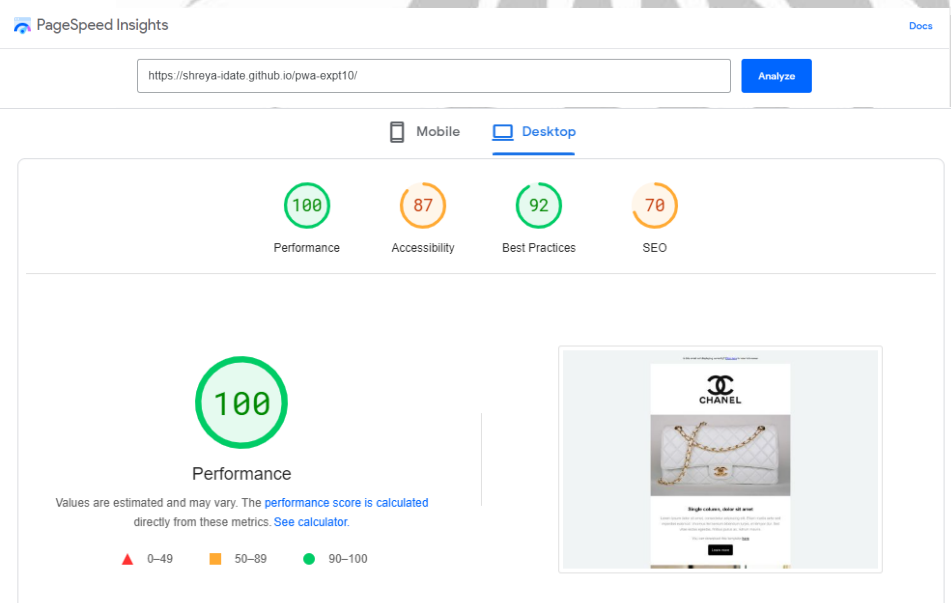 PageSpeed Insights
Docs
https://shreya-idate.github.io/pwa-expt10/
Analyze
Mobile
Desktop
100
87
92
70
Performance
Accessibility
Best Practices
SEO
100
Performance
Values are estimated and may vary. The performance score is calculated
directly from these metrics. See calculator.
0–49
50–89
90–100
CHANEL
Single column, dolor sit amet